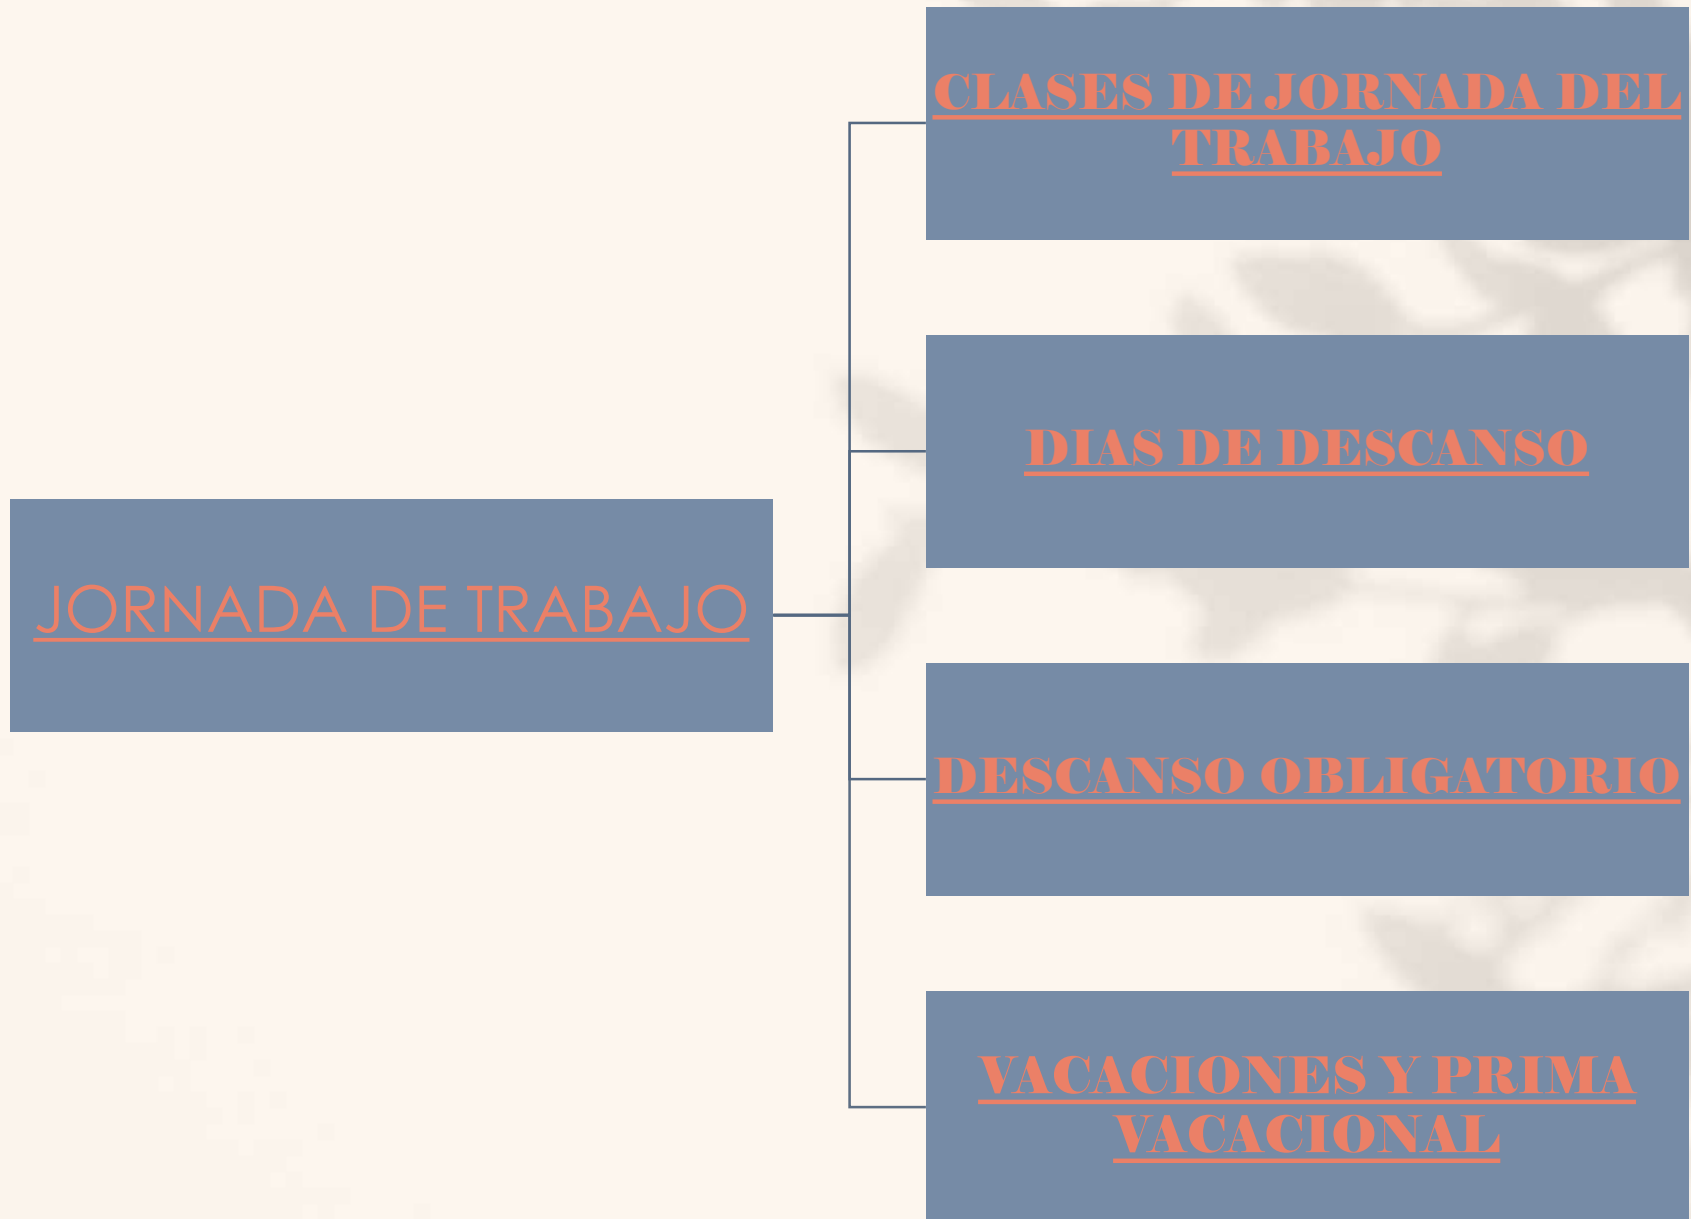 JORNADA DE TRABAJO
CLASES DE JORNADA DEL
TRABAJO
DIAS DE DESCANSO
DESCANSO OBLIGATORIO
VACACIONES Y PRIMA
VACACIONAL